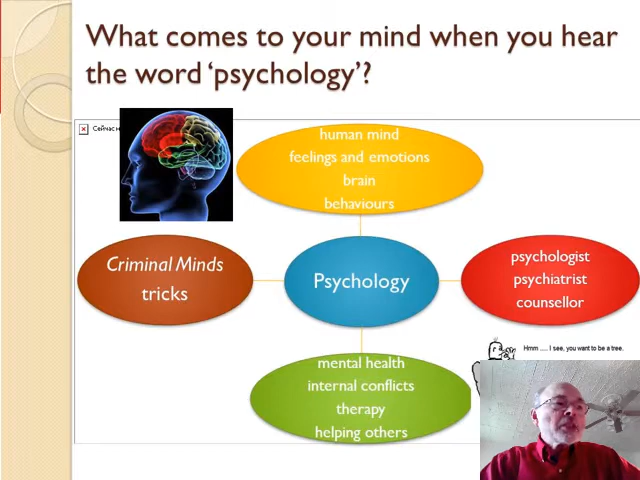 What comes to your mind when you hear
the word ‘psychology’?
Сейчас н
human mind
feelings and emotions
brain
behaviours
Criminal Minds
tricks
Psychology
psychologist
psychiatrist
counsellor
Hmm .... I see, you want to be a tree.
mental health
internal conflicts
therapy
helping others